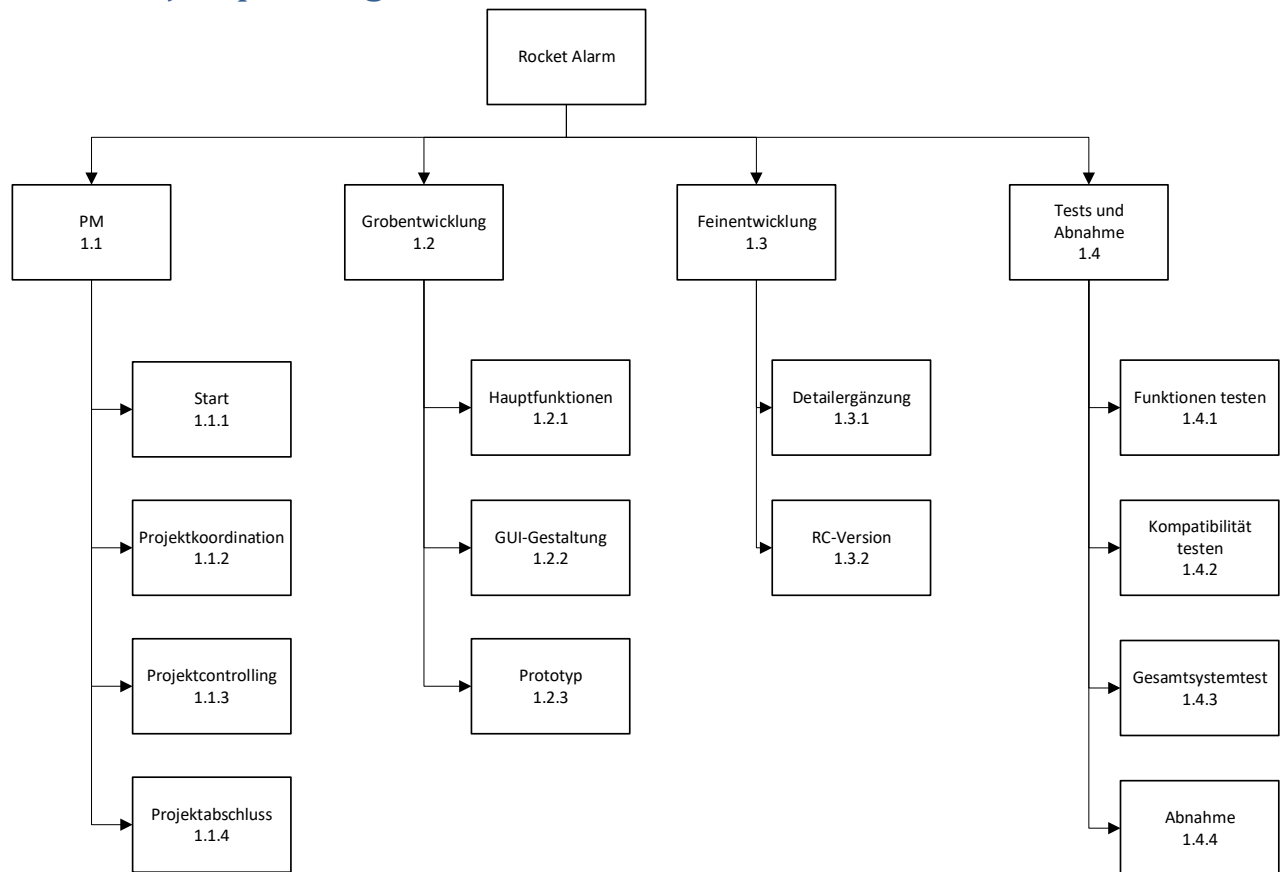 Rocket Alarm
PM
1.1
Grobentwicklung
1.2
Feinentwicklung
1.3
Tests und
Abnahme
1.4
Start
1.1.1
Projektkoordination
1.1.2
Projektcontrolling
1.1.3
Projektabschluss
1.1.4
Hauptfunktionen
1.2.1
GUI-Gestaltung
1.2.2
Prototyp
1.2.3
Detailergänzung
1.3.1
RC-Version
1.3.2
Funktionen testen
1.4.1
Kompatibilität
testen
1.4.2
Gesamtsystemtest
1.4.3
Abnahme
1.4.4